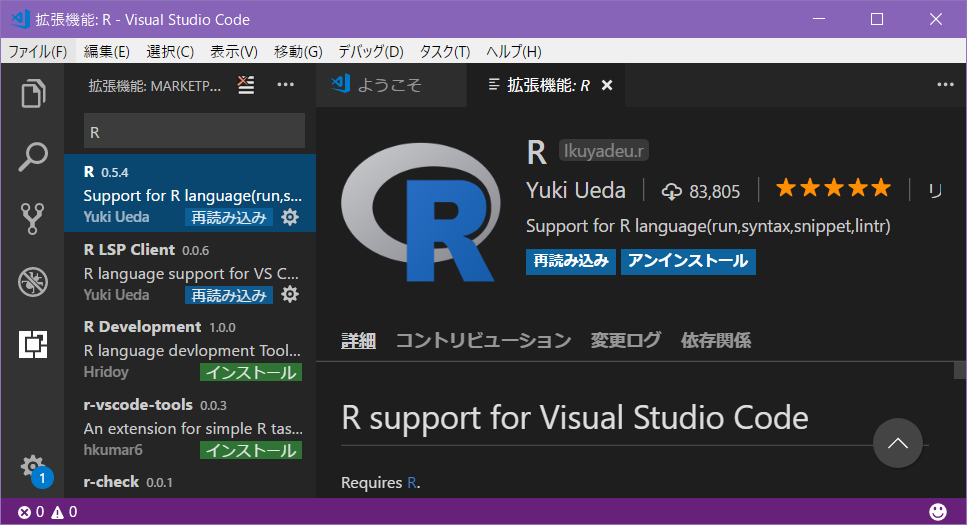 拡張機能: R - Visual Studio Code
ファイル(F) 編集(E) 選択(C) 表示(V) 移動(G) デバッグ(D) タスク(T) ヘルプ(H)
拡張機能: MARKETP...
ようこそ
拡張機能: R
R
R 0.5.4
Support for R language(run,s...
Yuki Ueda 再読み込み
R LSP Client 0.0.6
R language support for VS C...
Yuki Ueda 再読み込み
R Development 1.0.0
R language devlopment Tool...
Hridoy インストール
r-vscode-tools 0.0.3
An extension for simple R tas...
hkumar6 インストール
r-check 0.0.1
1
R
R Ikuyadeu.r
Yuki Ueda 83,805 リ
Support for R language(run,syntax,snippet,lintr)
再読み込み アンインストール
詳細 コントリビューション 変更ログ 依存関係
R support for Visual Studio Code
Requires R.
0 0